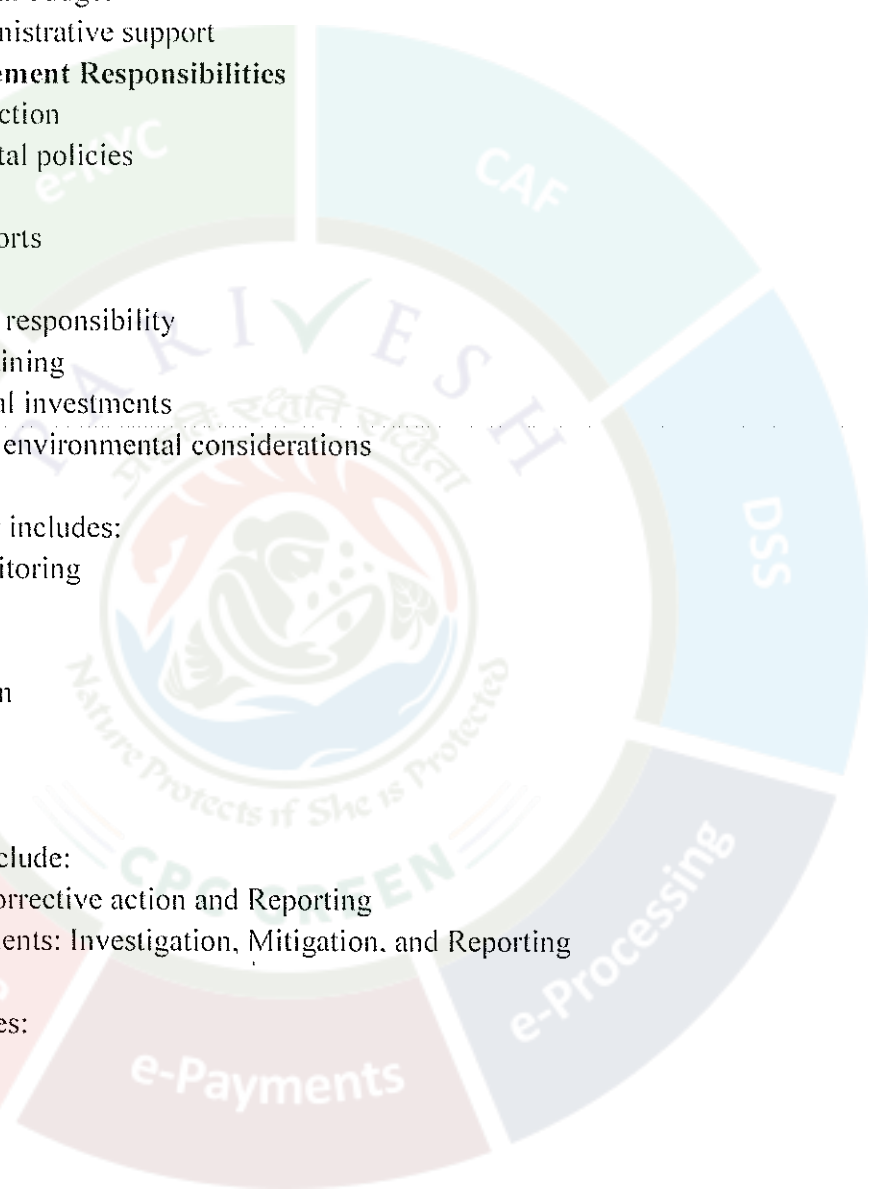 ministrative support
ement Responsibilities
ction
tal policies
orts
responsibility
ining
al investments
environmental considerations
includes:
itoring
n
clude:
orrective action and Reporting
ents: Investigation, Mitigation. and Reporting
es:
e-KYC
CAF
DSS
e-Processing
e-Payments
PARIVESH
Nature Protects if She is Protected
CPC GREEN